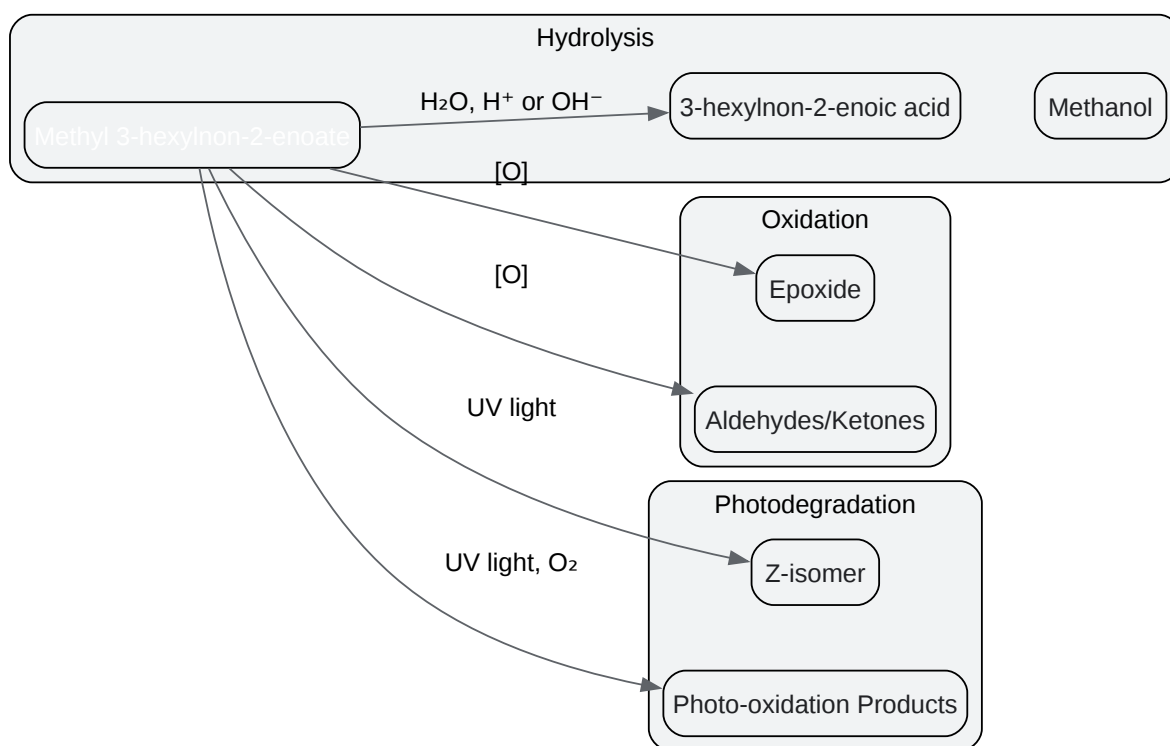 Hydrolysis
Methyl 3-hexylnon-2-enoate
H₂O, H⁺ or OH⁻
3-hexylnon-2-enoic acid
Methanol
[O]
Oxidation
Epoxide
[O]
Aldehydes/Ketones
UV light
Photodegradation
Z-isomer
UV light, O₂
Photo-oxidation Products